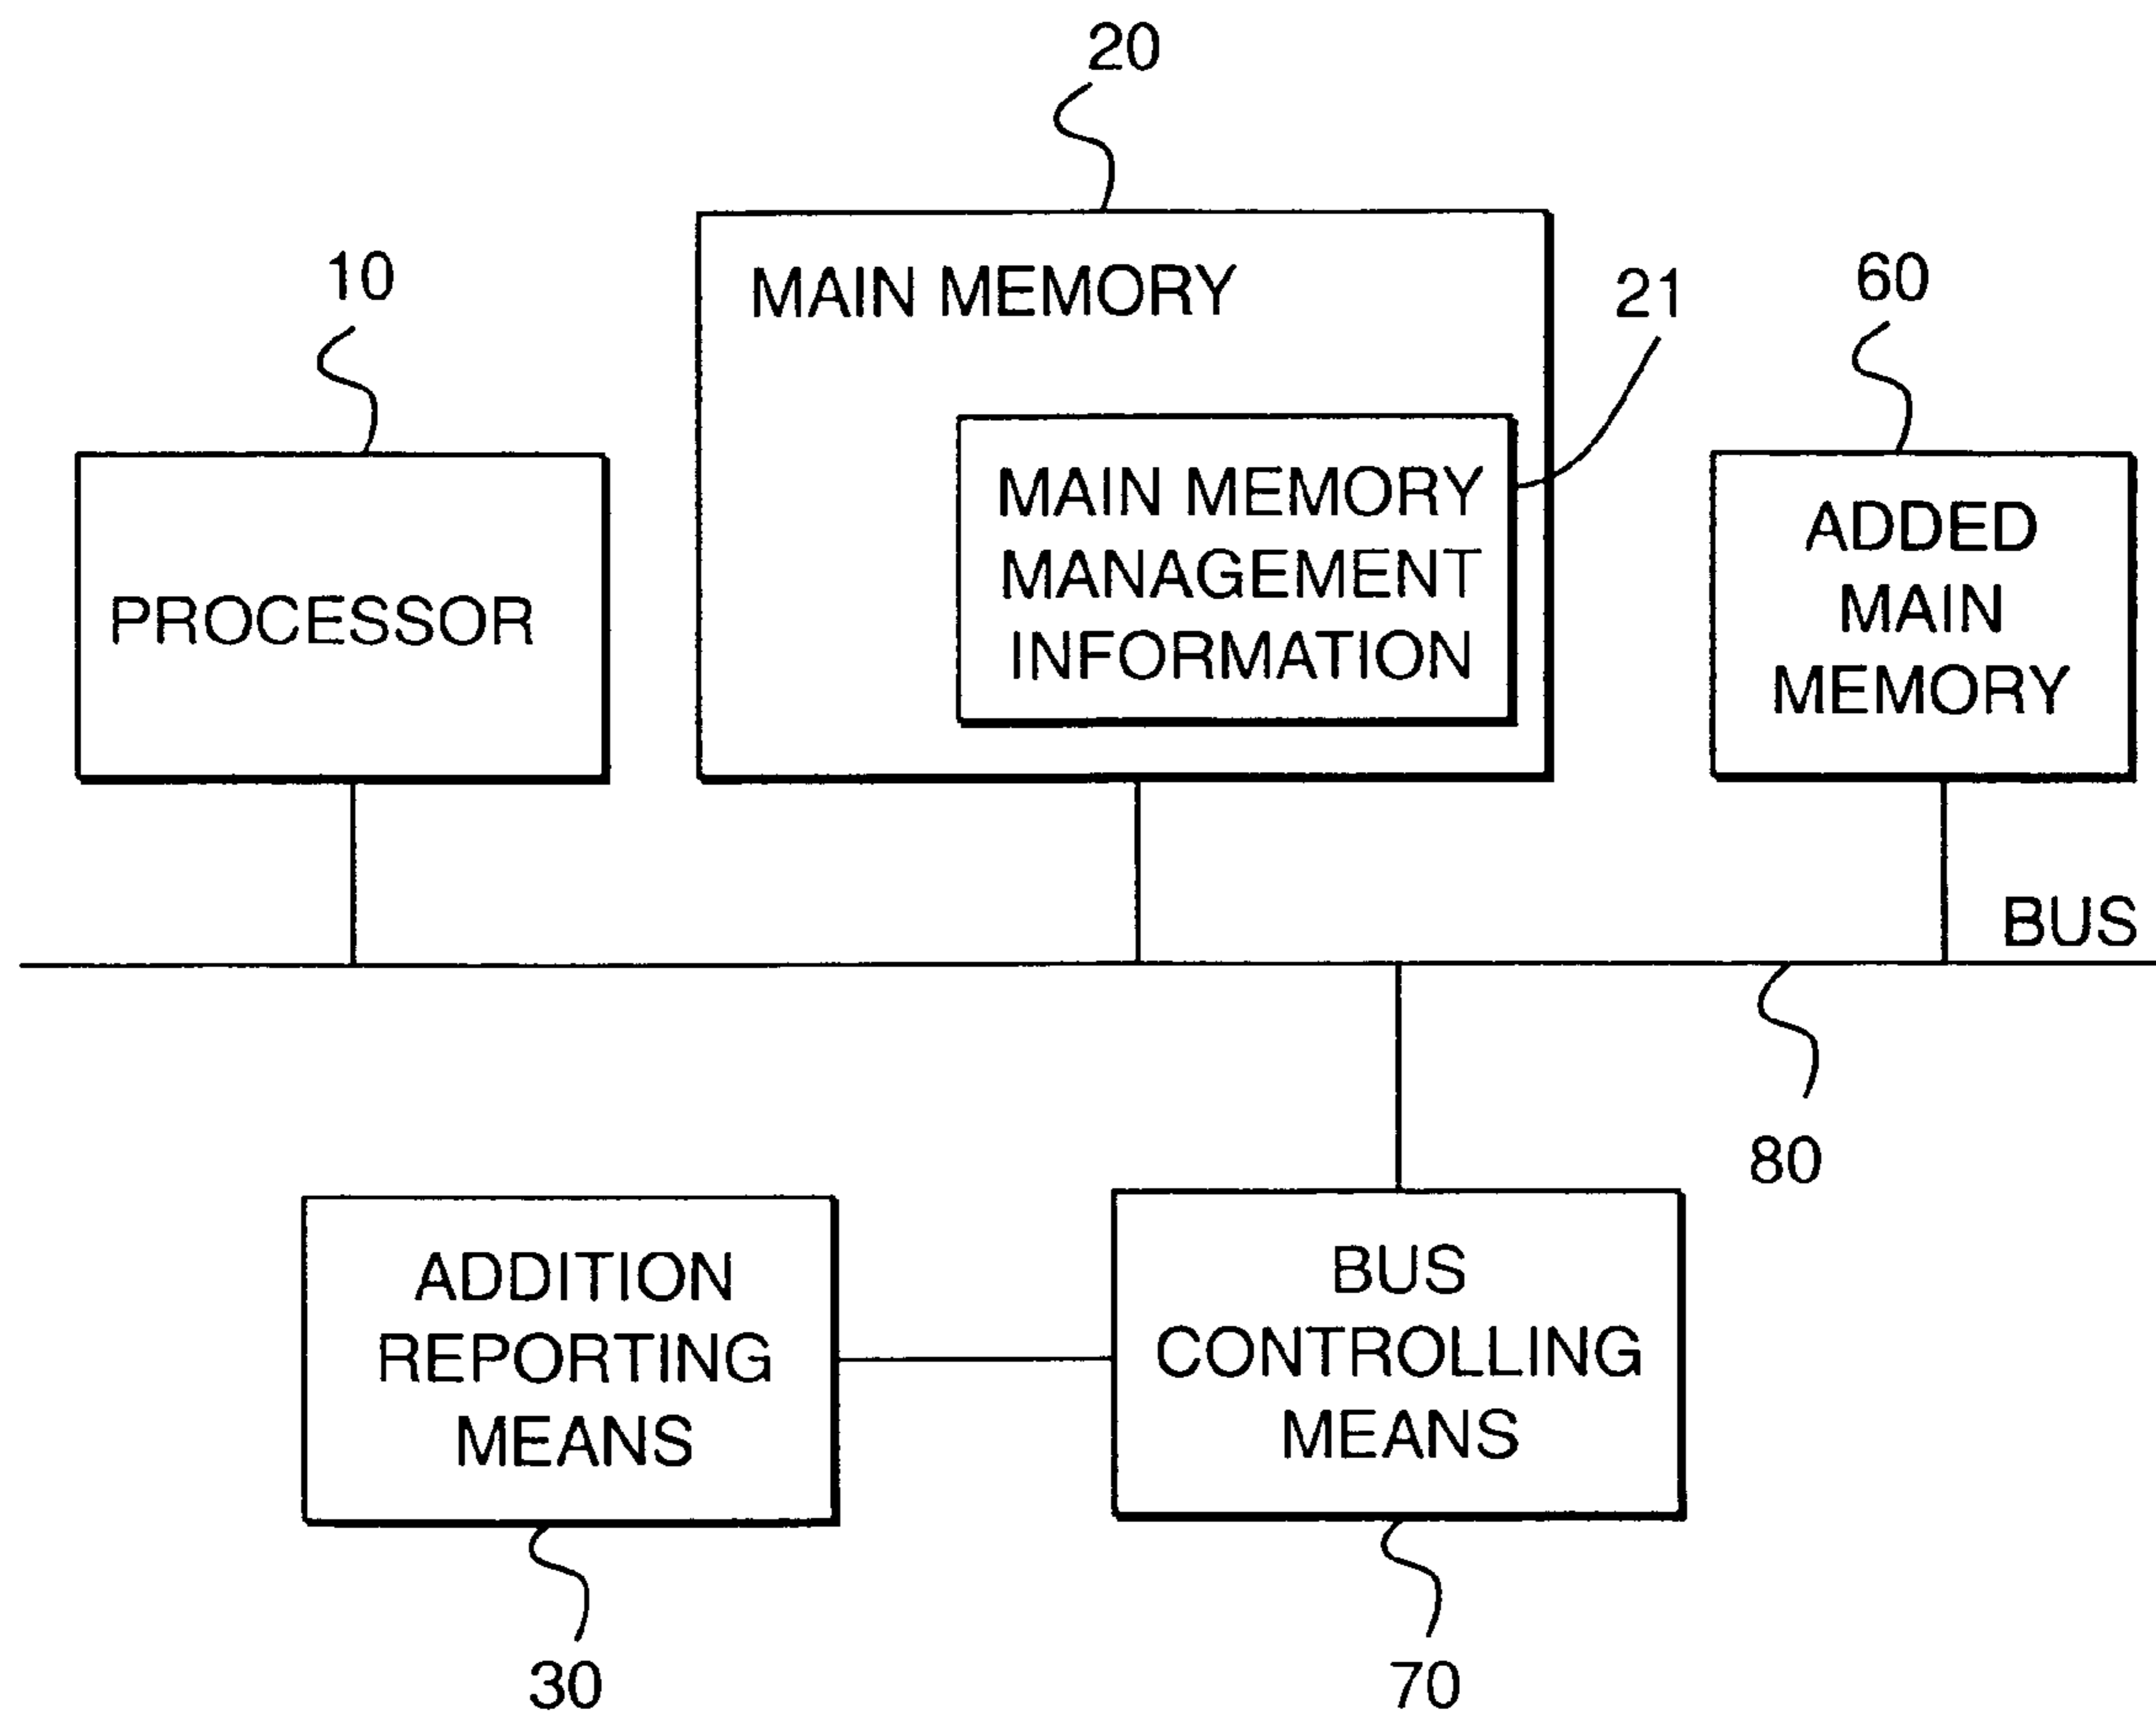 20
10
MAIN MEMORY
21
60
MAIN MEMORY
MANAGEMENT
INFORMATION
PROCESSOR
ADDED
MAIN
MEMORY
BUS
80
ADDITION
REPORTING
MEANS
BUS
CONTROLLING
MEANS
30
70